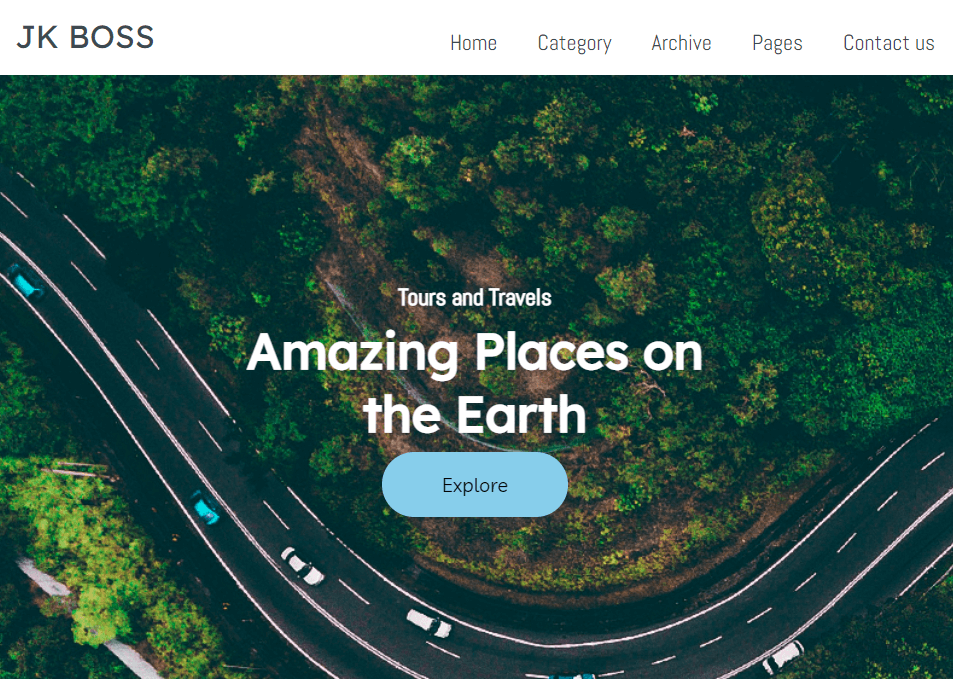 JK BOSS
Home Category Archive Pages Contact us
Tours and Travels
Amazing Places on
the Earth
Explore